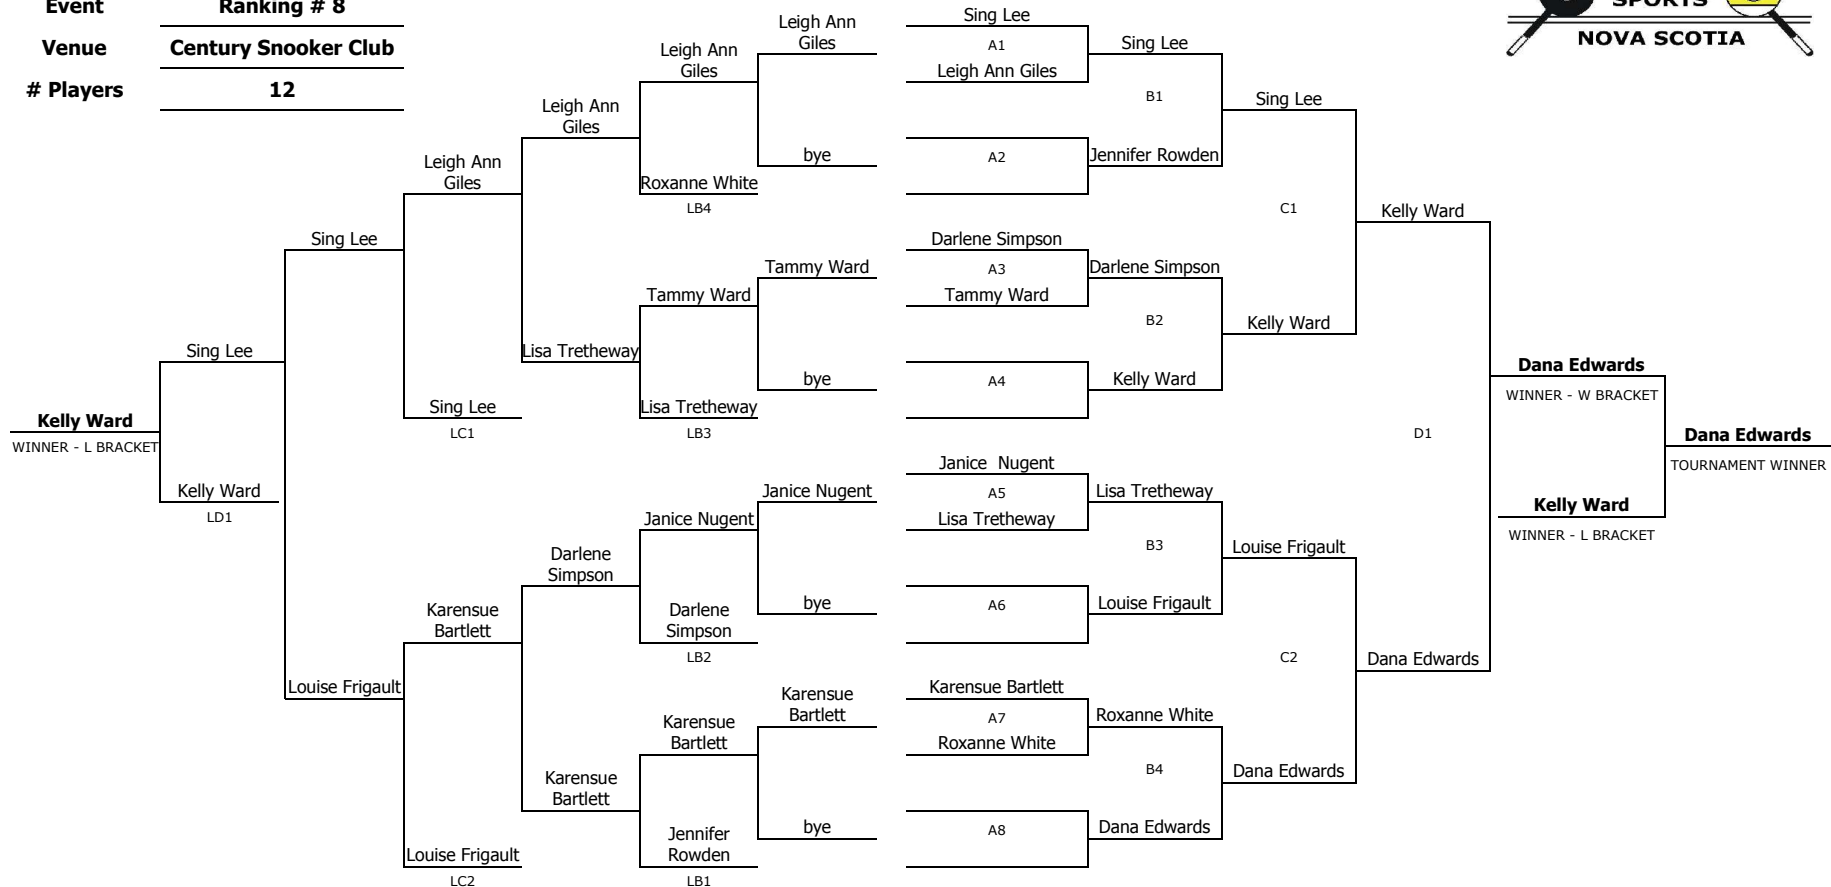 Event Ranking # 8
Venue Century Snooker Club
# Players 12
SPORTS
NOVA SCOTIA
Leigh Ann
Giles
Sing Lee
A1
Leigh Ann Giles
Sing Lee
B1
Leigh Ann
Giles
Sing Lee
Leigh Ann
Giles
bye
A2
Jennifer Rowden
Leigh Ann
Giles
Roxanne White
LB4
C1
Kelly Ward
Sing Lee
Darlene Simpson
A3
Tammy Ward
Tammy Ward
Darlene Simpson
Tammy Ward
B2
Kelly Ward
Sing Lee
Lisa Tretheway
bye
A4
Kelly Ward
Dana Edwards
WINNER - W BRACKET
Sing Lee
LC1
Lisa Tretheway
LB3
Kelly Ward
WINNER - L BRACKET
D1
Dana Edwards
TOURNAMENT WINNER
Kelly Ward
LD1
Janice  Nugent
A5
Lisa Tretheway
Janice Nugent
Lisa Tretheway
Janice Nugent
B3
Kelly Ward
WINNER - L BRACKET
Darlene
Simpson
Louise Frigault
Karensue
Bartlett
Darlene
Simpson
LB2
bye
A6
Louise Frigault
C2
Dana Edwards
Louise Frigault
Karensue
Bartlett
Karensue Bartlett
A7
Roxanne White
Roxanne White
Karensue
Bartlett
B4
Dana Edwards
Karensue
Bartlett
Jennifer
Rowden
LB1
bye
A8
Dana Edwards
Louise Frigault
LC2